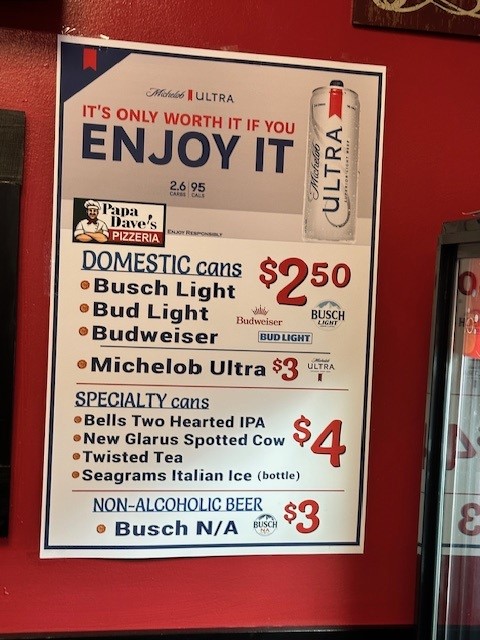 Michelob ULTRA
IT'S ONLY WORTH IT IF YOU
ENJOY IT
2.6 CARBS | 95 CALS
Michelob ULTRA
Papa Dave's PIZZERIA
ENJOY RESPONSIBLY
DOMESTIC cans $2.50
Busch Light
Bud Light
Budweiser
Budweiser
BUSCH LIGHT
BUD LIGHT
Michelob Ultra $3
Michelob ULTRA
SPECIALTY cans $4
Bells Two Hearted IPA
New Glarus Spotted Cow
Twisted Tea
Seagrams Italian Ice (bottle)
NON-ALCOHOLIC BEER $3
Busch N/A
BUSCH NA